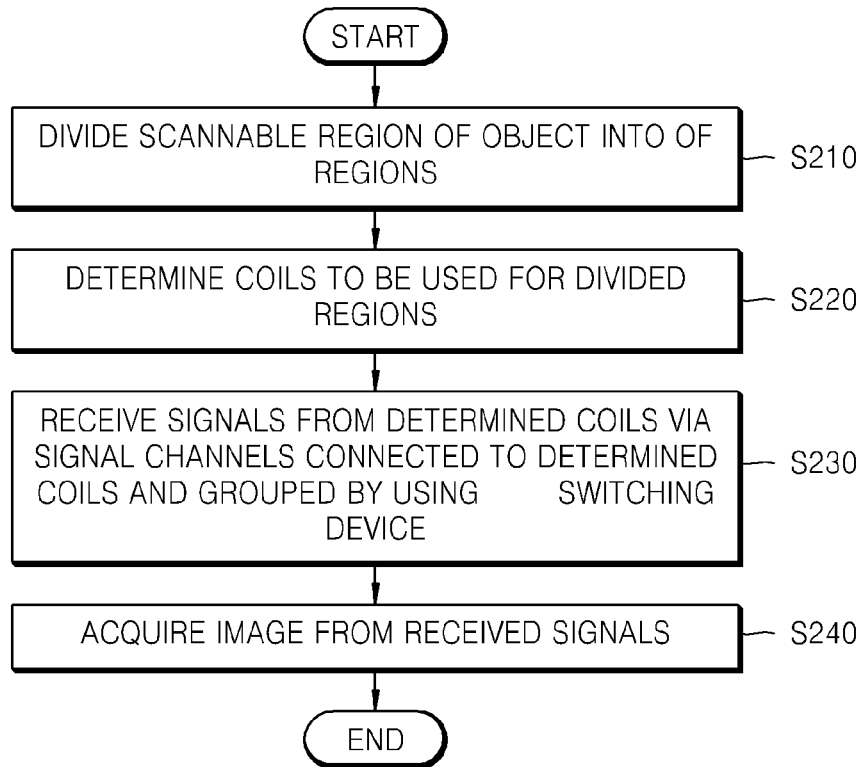 START
DIVIDE SCANNABLE REGION OF OBJECT INTO OF
REGIONS
S210
DETERMINE COILS TO BE USED FOR DIVIDED
REGIONS
S220
RECEIVE SIGNALS FROM DETERMINED COILS VIA
SIGNAL CHANNELS CONNECTED TO DETERMINED
COILS AND GROUPED BY USING SWITCHING
DEVICE
S230
ACQUIRE IMAGE FROM RECEIVED SIGNALS
S240
END